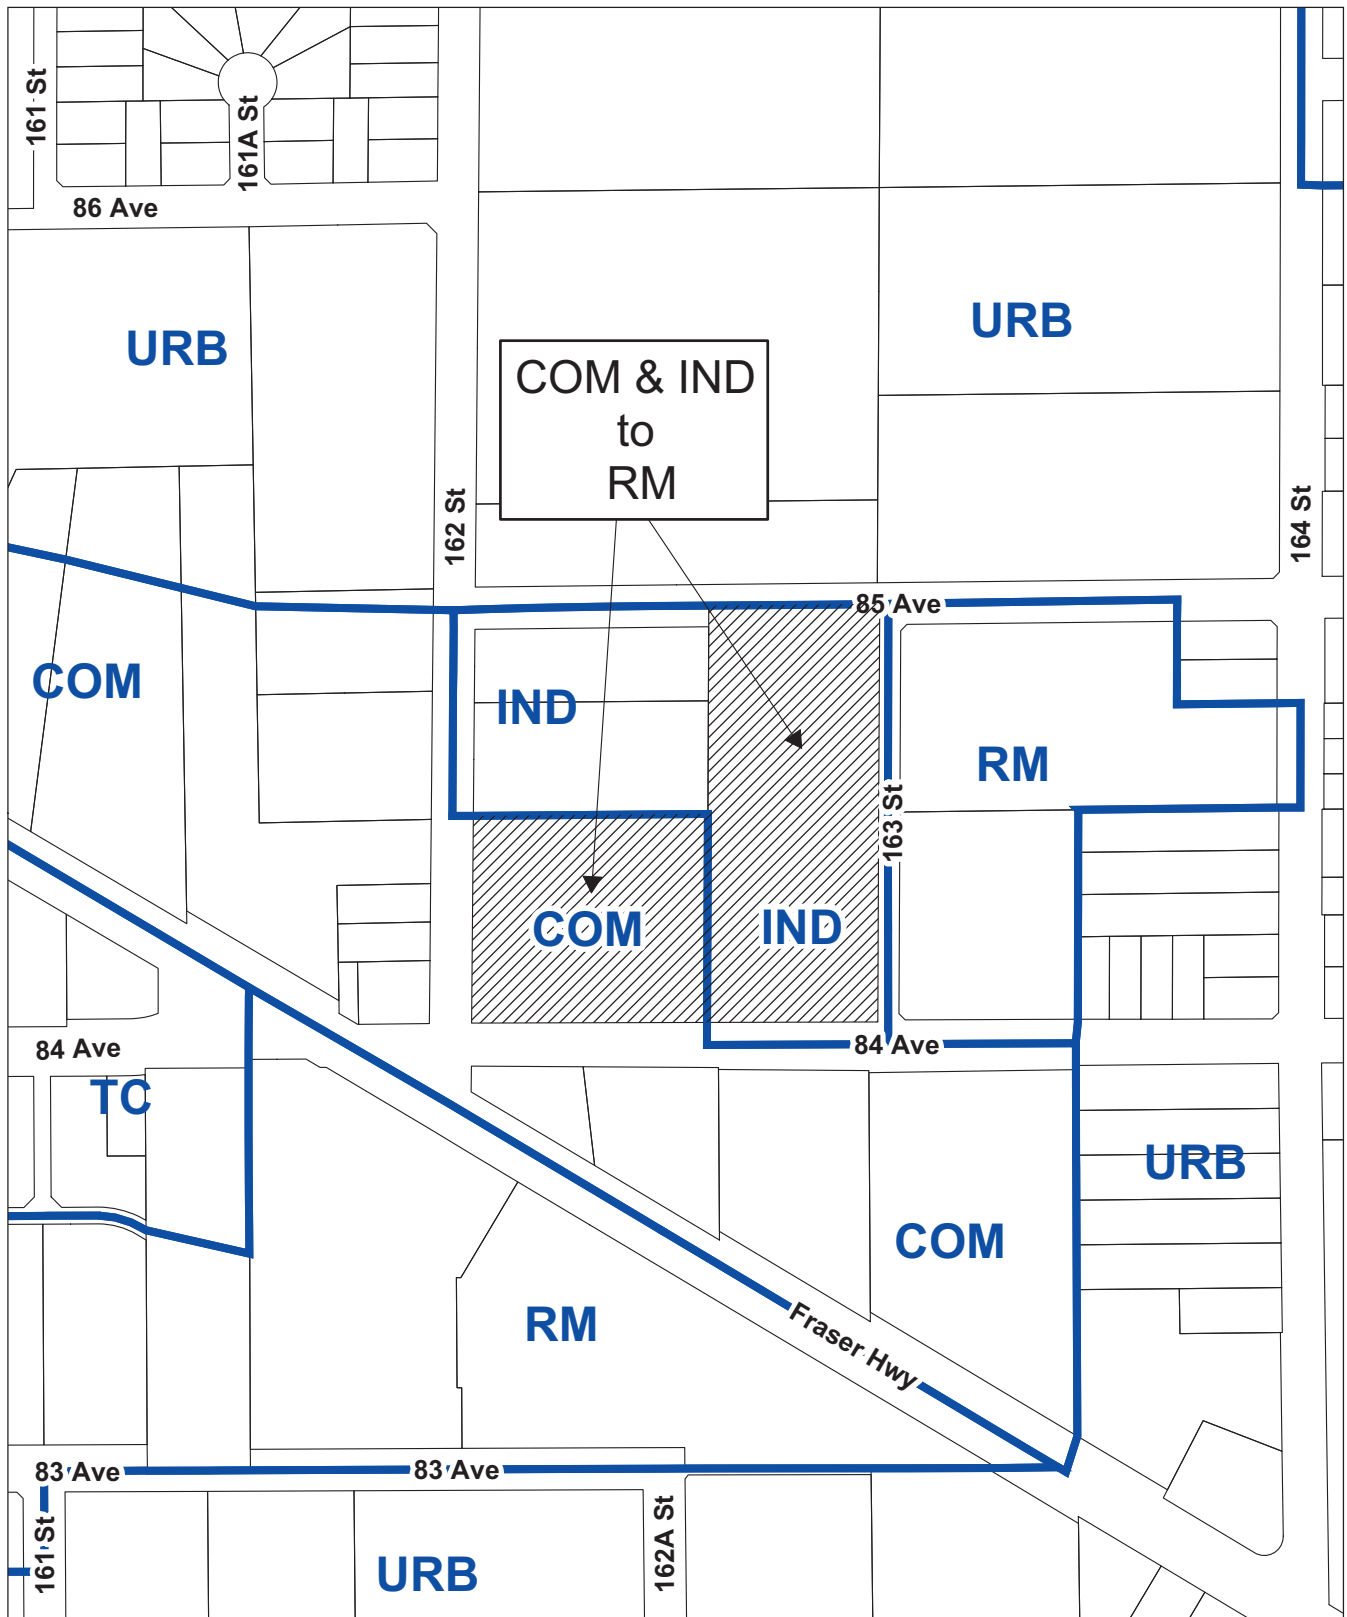 161 St
161A St
86 Ave
URB
URB
COM & IND
to
RM
162 St
164 St
85 Ave
COM
IND
RM
163 St
COM
IND
84 Ave
84 Ave
TC
URB
COM
RM
Fraser Hwy
83 Ave
83 Ave
161 St
162A St
URB